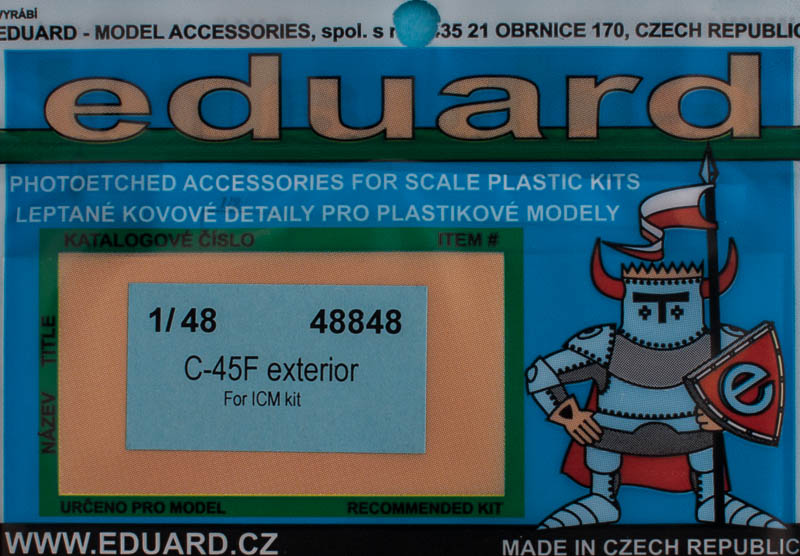 VYRÁBÍ
EDUARD - MODEL ACCESSORIES, spol. s r 435 21 OBRNICE 170, CZECH REPUBLIC
eduard
PHOTOETCHED ACCESSORIES FOR SCALE PLASTIC KITS
LEPTANÉ KOVOVÉ DETAILY PRO PLASTIKOVÉ MODELY
KATALOGOVÉ ČÍSLO ITEM #
NÁZEV TITLE
1/48 48848
C-45F exterior
For ICM kit
e
URČENO PRO MODEL RECOMMENDED KIT
WWW.EDUARD.CZ MADE IN CZECH REPUBLIC